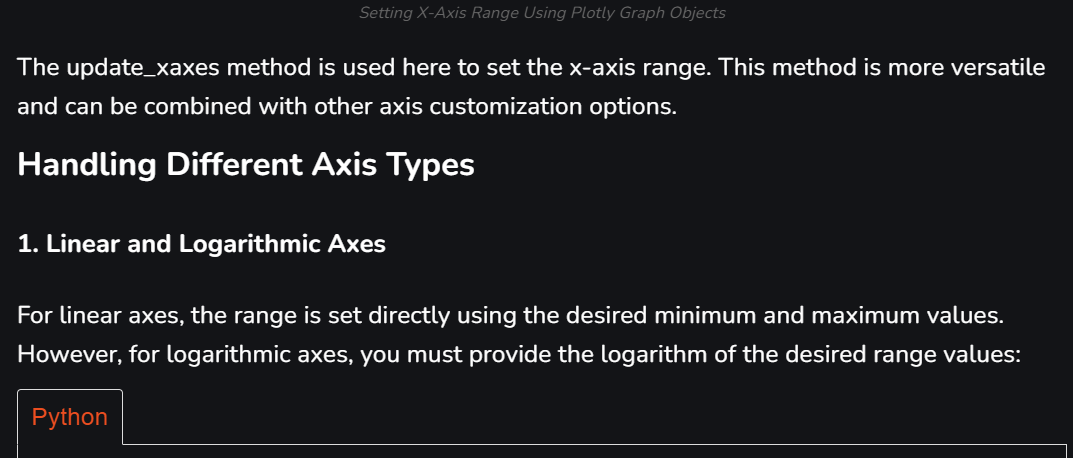 Setting X-Axis Range Using Plotly Graph Objects
The update_xaxes method is used here to set the x-axis range. This method is more versatile
and can be combined with other axis customization options.
Handling Different Axis Types
1. Linear and Logarithmic Axes
For linear axes, the range is set directly using the desired minimum and maximum values.
However, for logarithmic axes, you must provide the logarithm of the desired range values:
Python